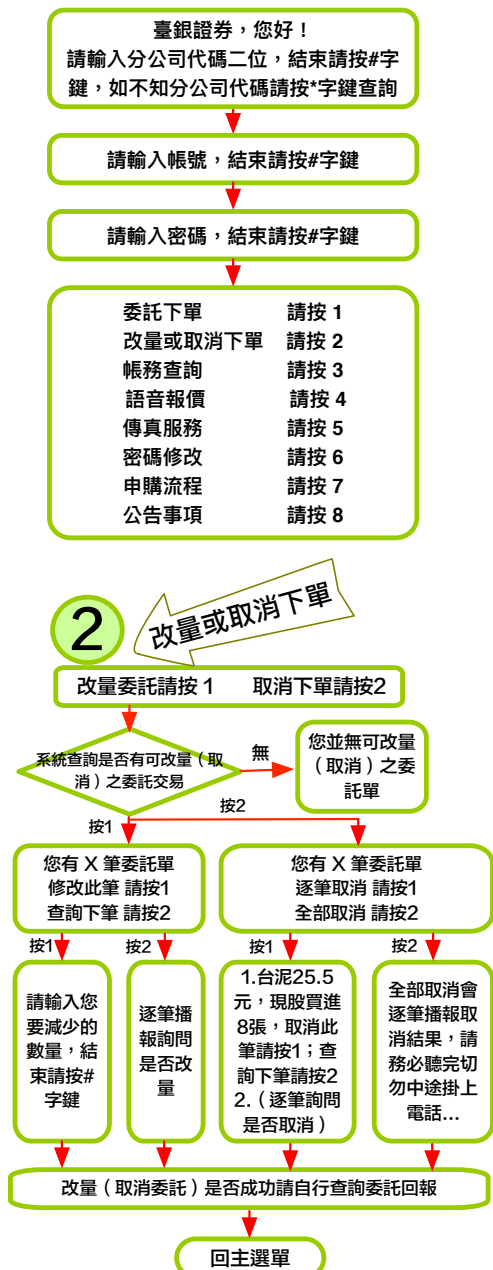 臺銀證券，您好！
請輸入分公司代碼二位，結束請按#字
鍵，如不知分公司代碼請按*字鍵查詢
請輸入帳號，結束請按#字鍵
請輸入密碼，結束請按#字鍵
委託下單 請按 1
改量或取消下單 請按 2
帳務查詢 請按 3
語音報價 請按 4
傳真服務 請按 5
密碼修改 請按 6
申購流程 請按 7
公告事項 請按 8
2
改量或取消下單
改量委託請按 1 取消下單請按2
系統查詢是否有可改量（取
消）之委託交易
無
您並無可改量
（取消）之委
託單
按1
按2
您有 X 筆委託單
修改此筆 請按1
查詢下筆 請按2
您有 X 筆委託單
逐筆取消 請按1
全部取消 請按2
按1
按2
按1
按2
請輸入您
要減少的
數量，結
束請按#
字鍵
逐筆播
報詢問
是否改
量
1.台泥25.5
元，現股買進
8張，取消此
筆請按1；查
詢下筆請按2
2.（逐筆詢問
是否取消）
全部取消會
逐筆播報取
消結果，請
務必聽完切
勿中途掛上
電話...
改量（取消委託）是否成功請自行查詢委託回報
回主選單